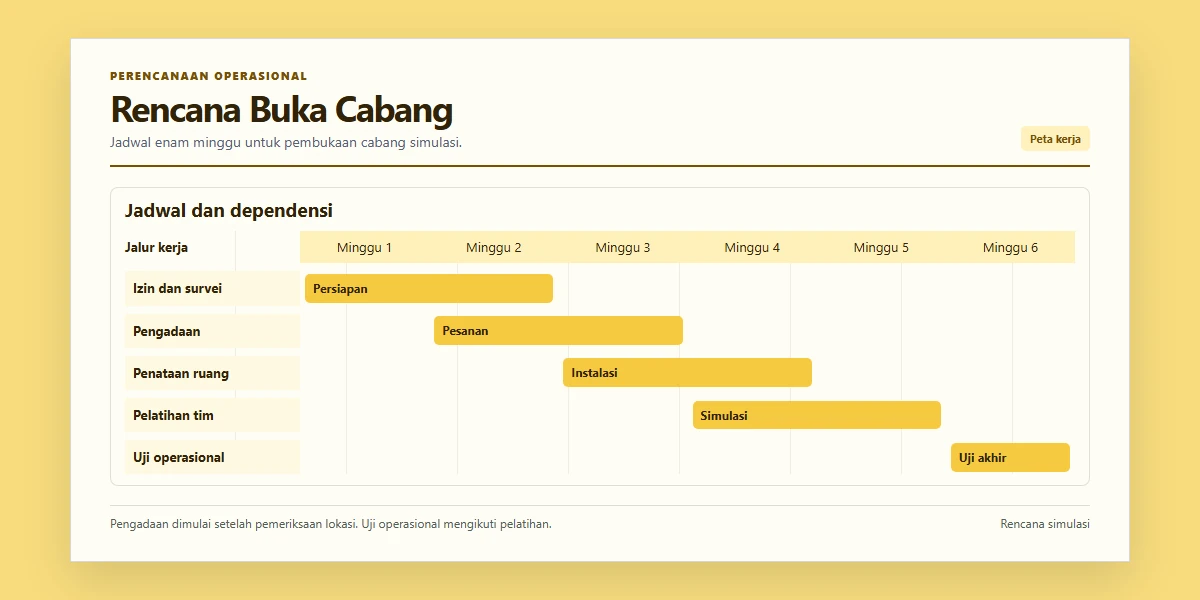 PERENCANAAN OPERASIONAL
Rencana Buka Cabang
Jadwal enam minggu untuk pembukaan cabang simulasi.
Peta kerja
Jadwal dan dependensi
Jalur kerja Minggu 1 Minggu 2 Minggu 3 Minggu 4 Minggu 5 Minggu 6
Izin dan survei Persiapan
Pengadaan Pesanan
Penataan ruang Instalasi
Pelatihan tim Simulasi
Uji operasional Uji akhir
Pengadaan dimulai setelah pemeriksaan lokasi. Uji operasional mengikuti pelatihan. Rencana simulasi